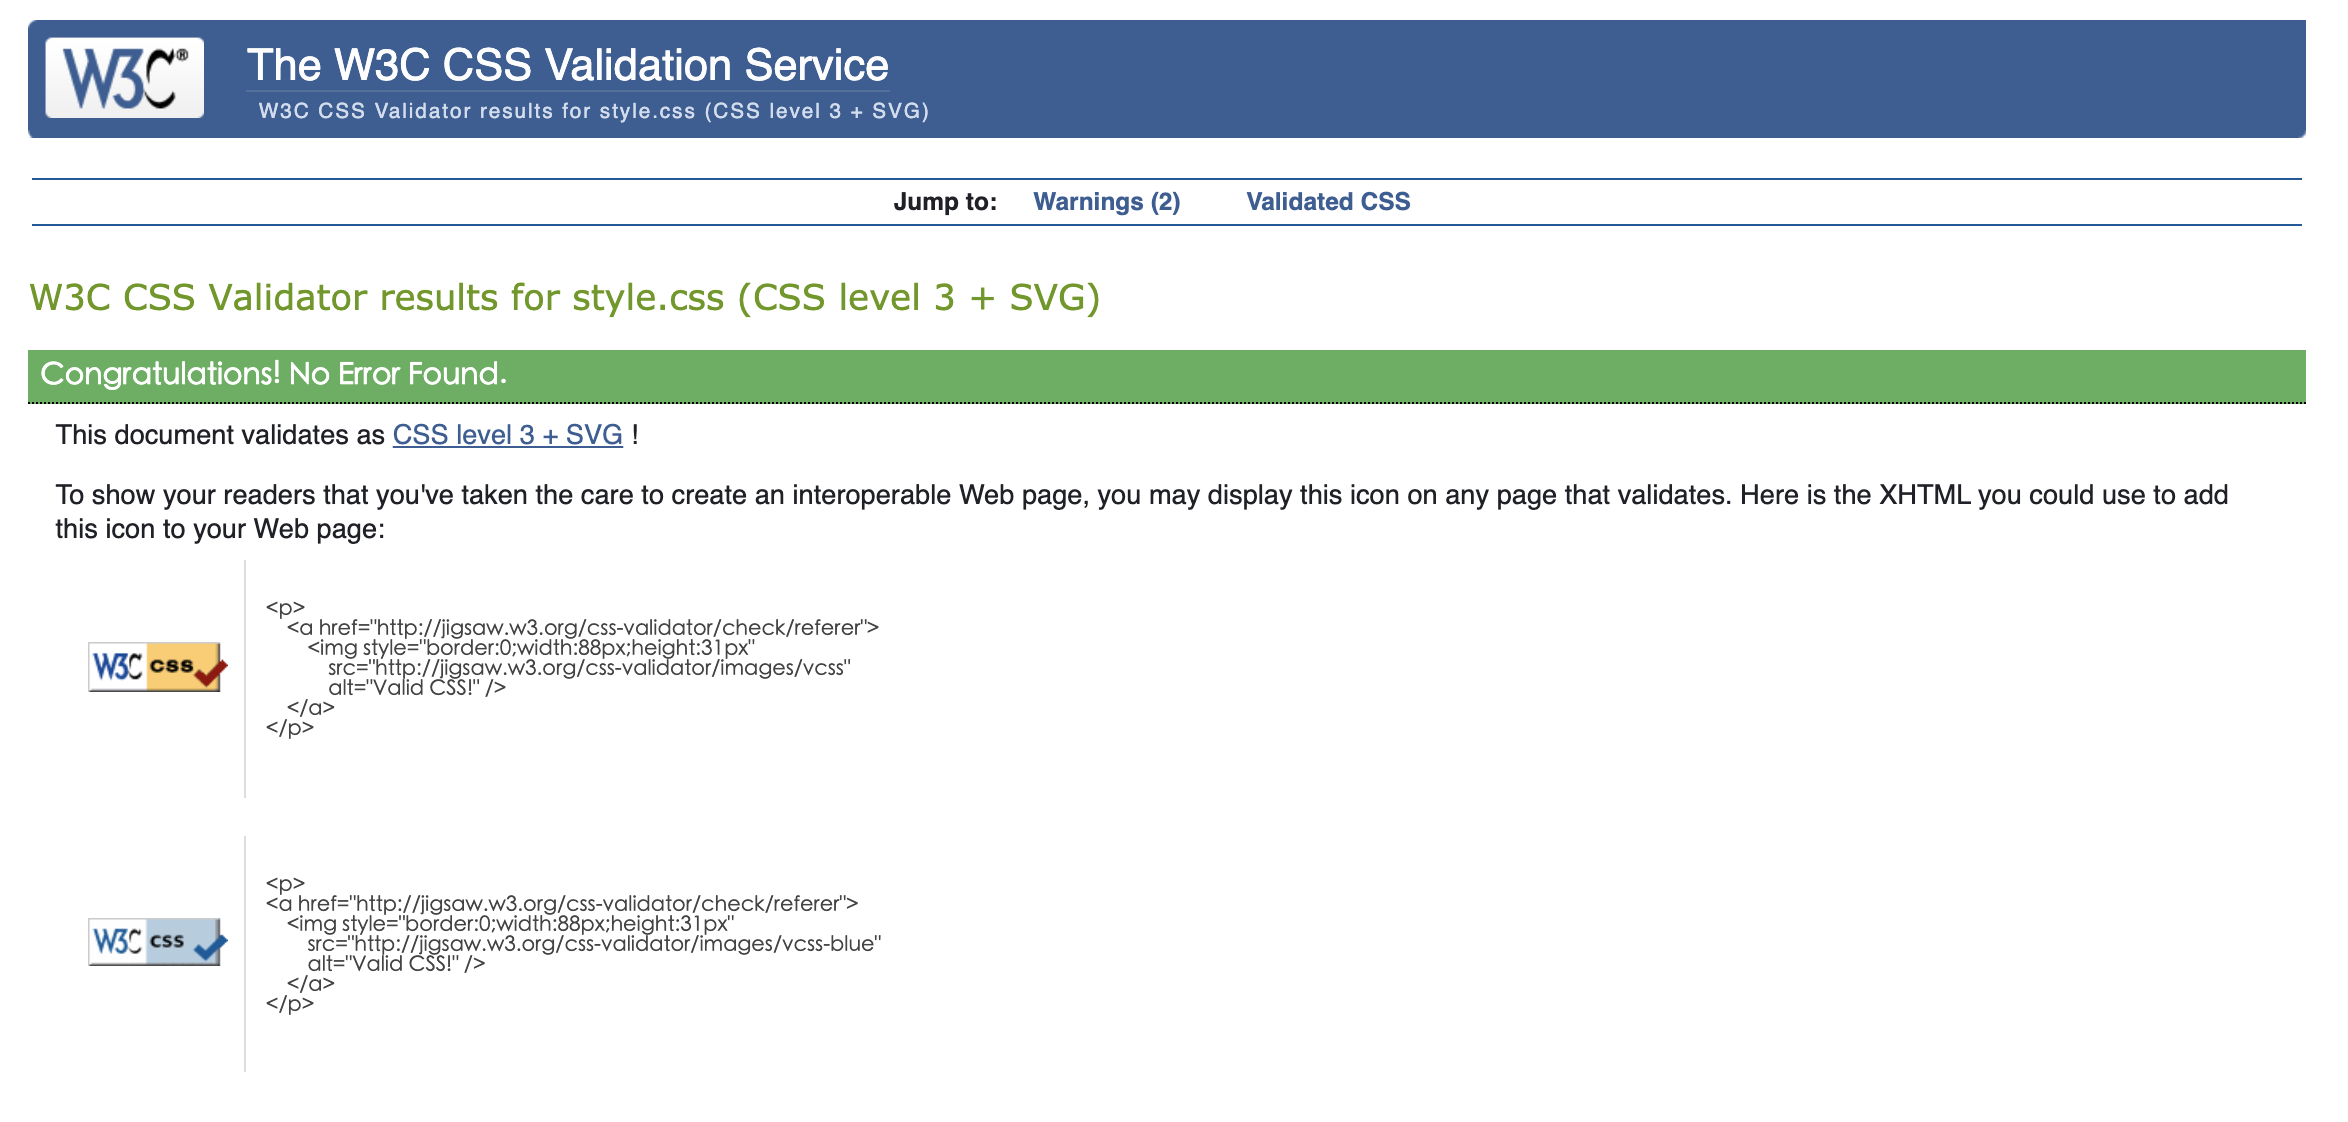 W3C®
The W3C CSS Validation Service
W3C CSS Validator results for style.css (CSS level 3 + SVG)
Jump to: Warnings (2) Validated CSS
W3C CSS Validator results for style.css (CSS level 3 + SVG)
Congratulations! No Error Found.
This document validates as CSS level 3 + SVG !
To show your readers that you've taken the care to create an interoperable Web page, you may display this icon on any page that validates. Here is the XHTML you could use to add
this icon to your Web page:
W3C css
<p>
<a href="http://jigsaw.w3.org/css-validator/check/referer">
<img style="border:0;width:88px;height:31px"
src="http://jigsaw.w3.org/css-validator/images/vcss"
alt="Valid CSS!" />
</a>
</p>
W3C css
<p>
<a href="http://jigsaw.w3.org/css-validator/check/referer">
<img style="border:0;width:88px;height:31px"
src="http://jigsaw.w3.org/css-validator/images/vcss-blue"
alt="Valid CSS!" />
</a>
</p>